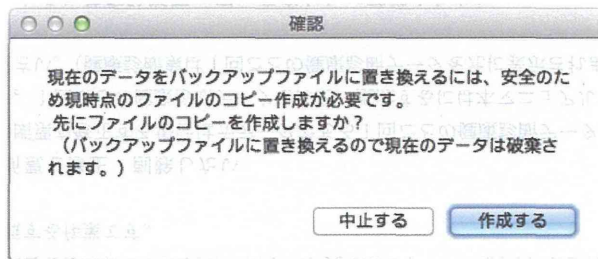 確認
現在のデータをバックアップファイルに置き換えるには、安全のた
め現時点のファイルのコピー作成が必要です。
先にファイルのコピーを作成しますか？
（バックアップファイルに置き換えるので現在のデータは破棄さ
れます。）
中止する
作成する